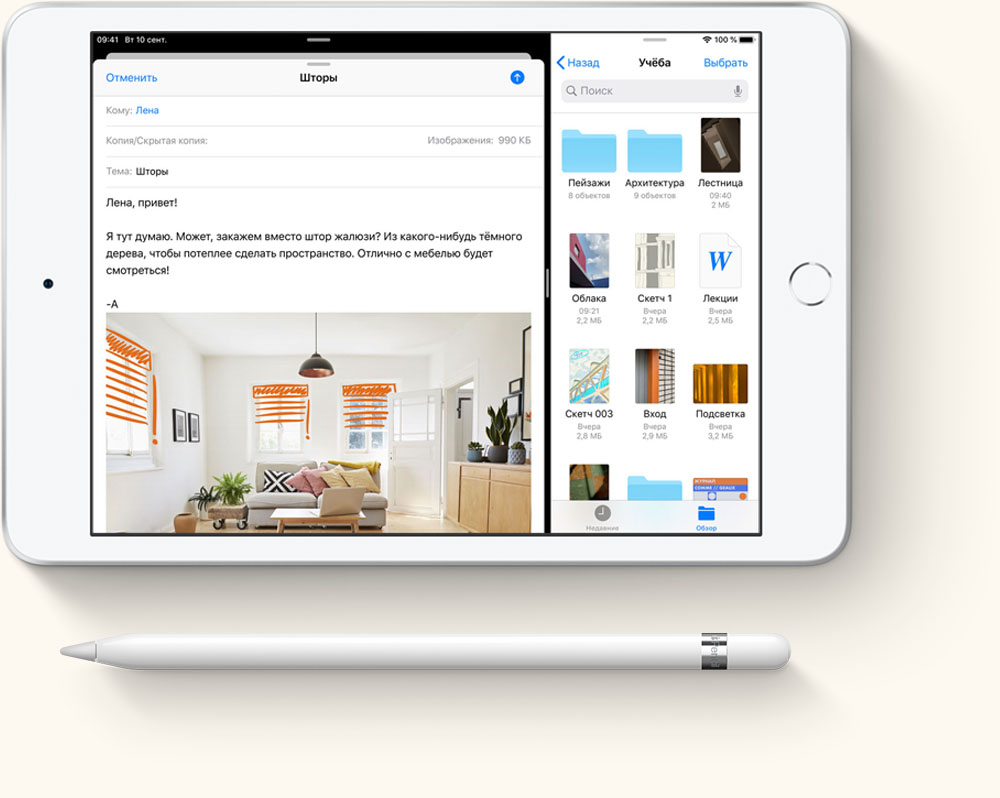 09:41 Вт 10 сент.
100 %
Отменить
Шторы
Кому: Лена
Копия/Скрытая копия:
Изображения: 990 КБ
Тема: Шторы
Лена, привет!
Я тут думаю. Может, закажем вместо штор жалюзи? Из какого-нибудь тёмного
дерева, чтобы потеплее сделать пространство. Отлично с мебелью будет
смотреться!
-А
Назад
Учёба
Выбрать
Поиск
Пейзажи
Архитектура
Лестница
8 объектов
9 объектов
09:40
2 МБ
W
Облака
Скетч 1
Лекции
09:21
Вчера
Вчера
2,2 МБ
2,2 МБ
2,5 МБ
Скетч 003
Вход
Подсветка
Вчера
Вчера
Вчера
2,8 МБ
2,9 МБ
3,2 МБ
ЖУРНАЛ
Недавние
Обзор